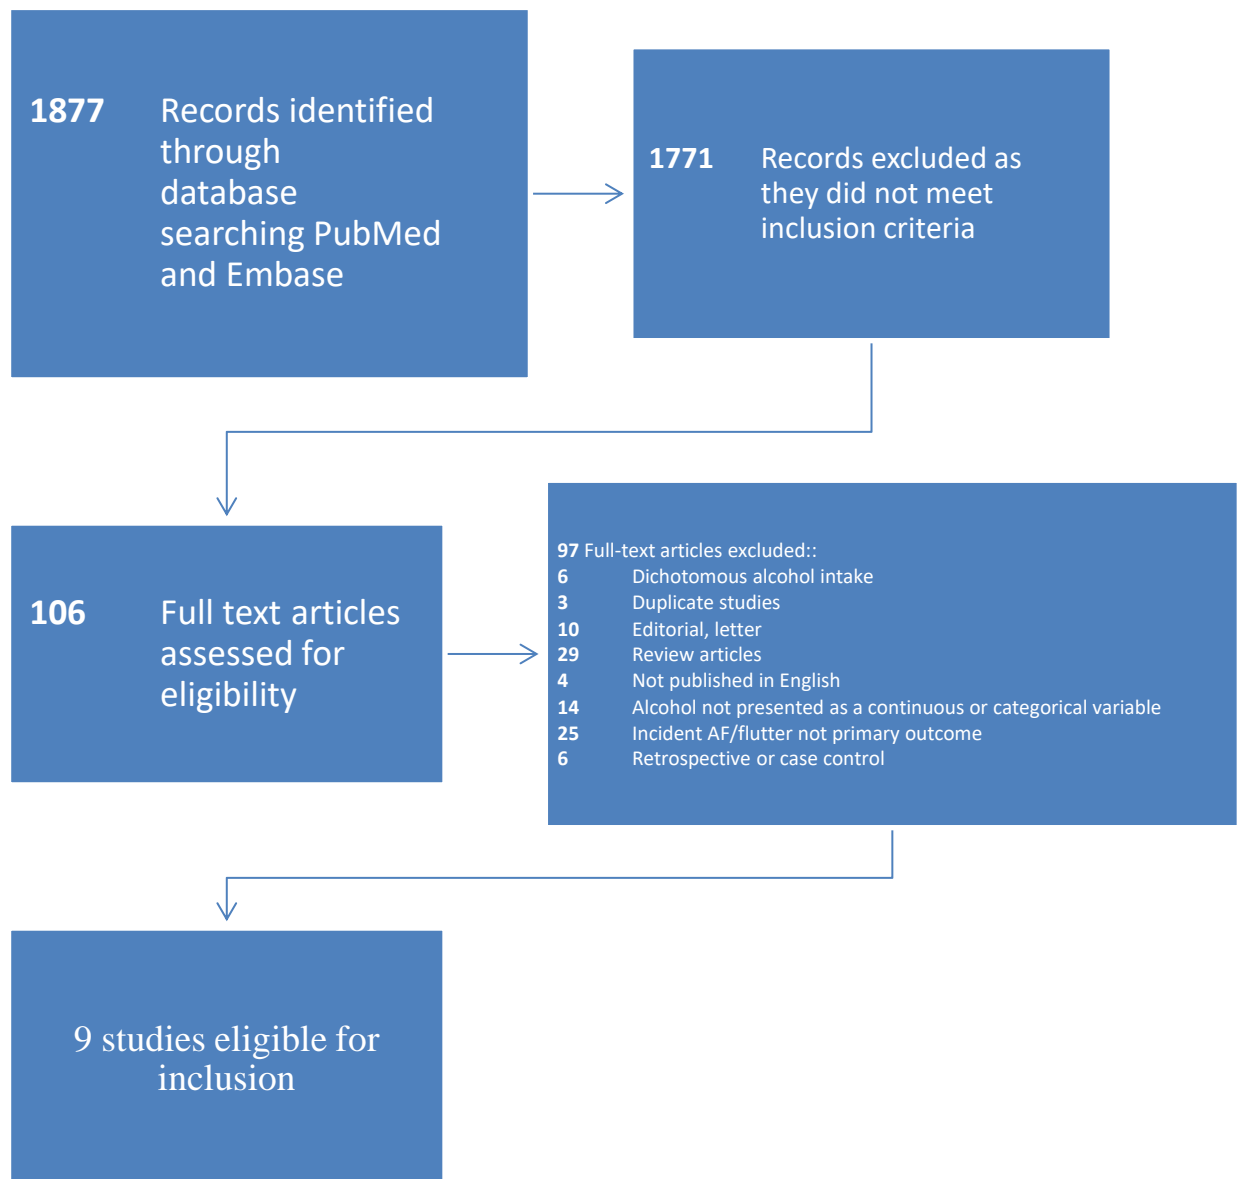 1877 Records identified
through
database
searching PubMed
and Embase
1771 Records excluded as
they did not meet
inclusion criteria
106 Full text articles
assessed for
eligibility
97 Full-text articles excluded::
6 Dichotomous alcohol intake
3 Duplicate studies
10 Editorial, letter
29 Review articles
4 Not published in English
14 Alcohol not presented as a continuous or categorical variable
25 Incident AF/flutter not primary outcome
6 Retrospective or case control
9 studies eligible for
inclusion